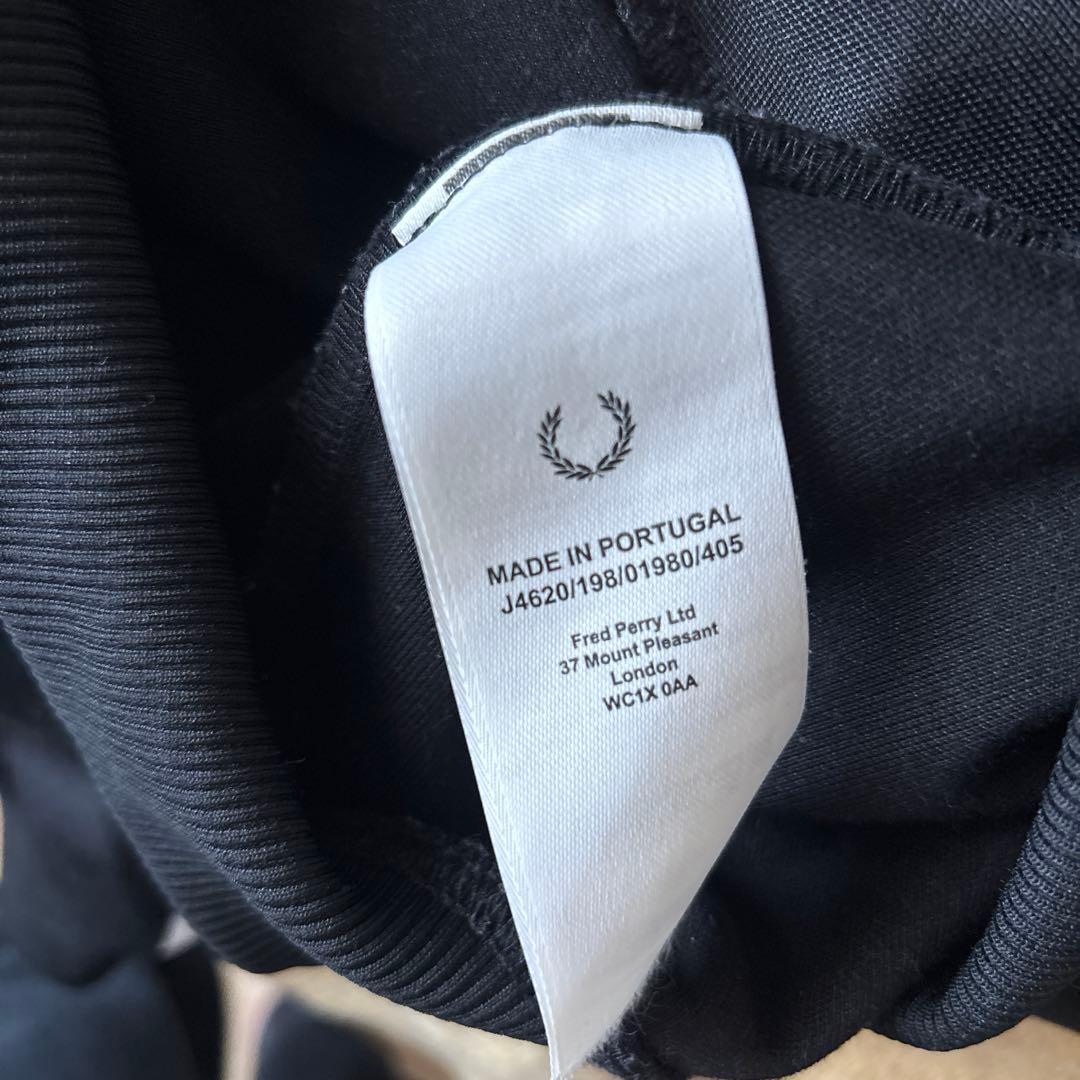 MADE IN PORTUGAL
J4620/198/01980/405
Fred Perry Ltd
37 Mount Pleasant
London
WC1X 0AA